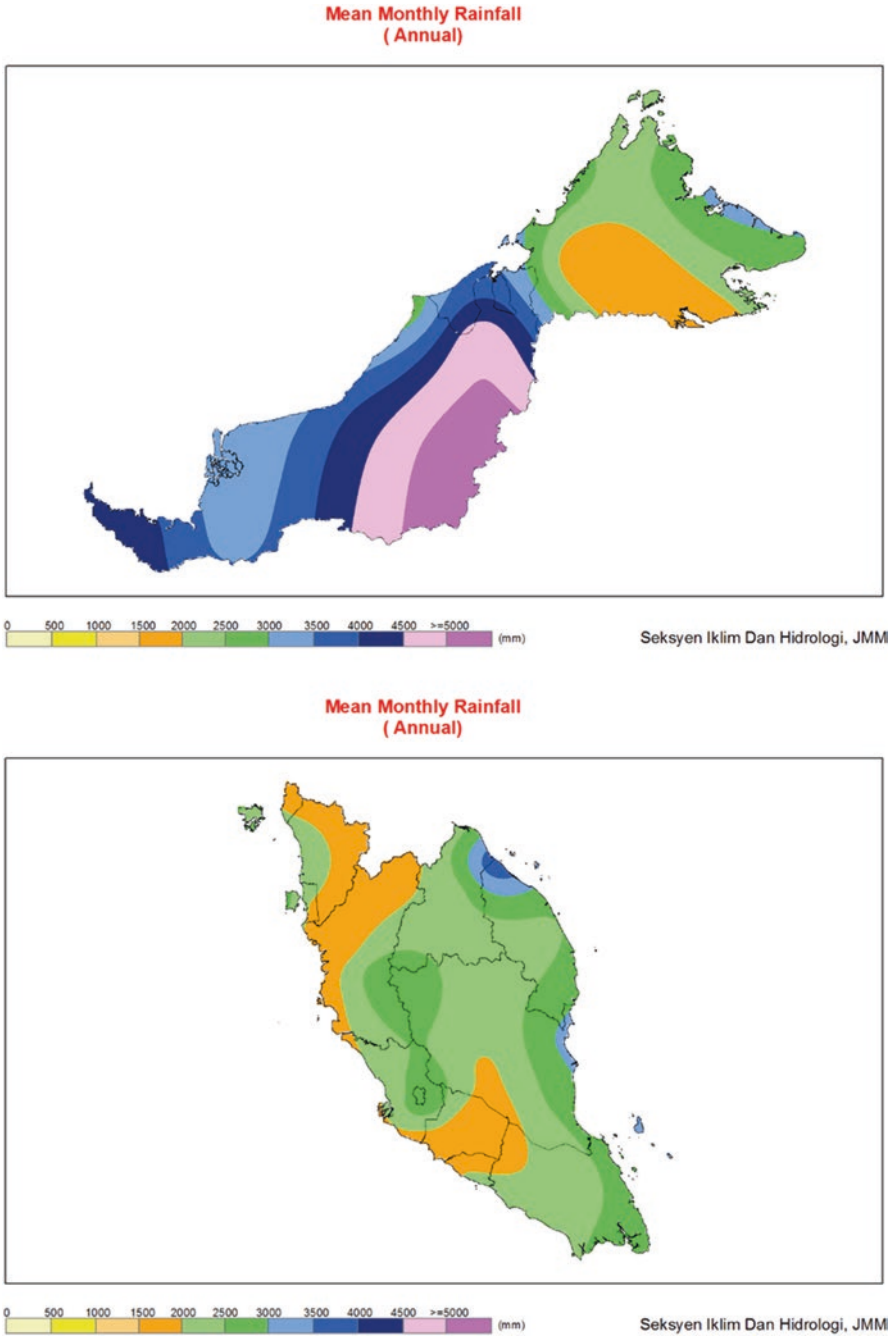 Mean Monthly Rainfall
( Annual)
0 500 1000 1500 2000 2500 3000 3500 4000 4500 >=5000
(mm)
Seksyen Iklim Dan Hidrologi, JMM
Mean Monthly Rainfall
( Annual)
0 500 1000 1500 2000 2500 3000 3500 4000 4500 >=5000
(mm)
Seksyen Iklim Dan Hidrologi, JMM